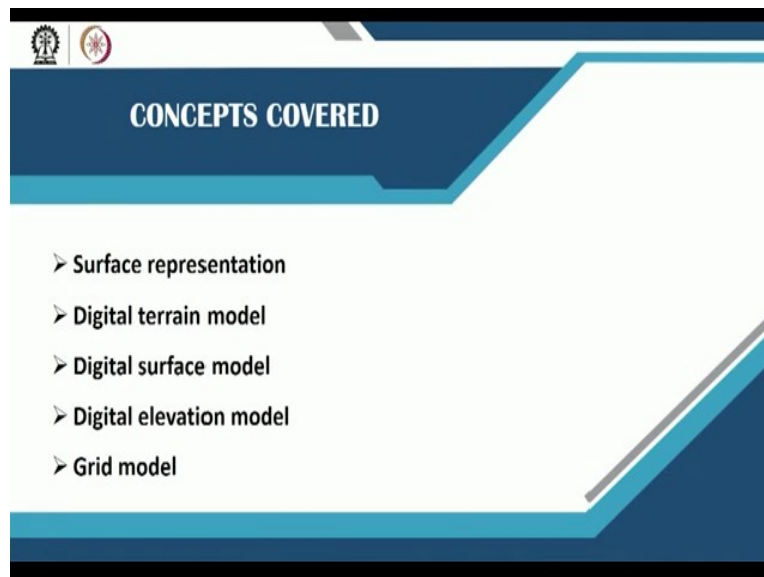 CONCEPTS COVERED
➢ Surface representation
➢ Digital terrain model
➢ Digital surface model
➢ Digital elevation model
➢ Grid model